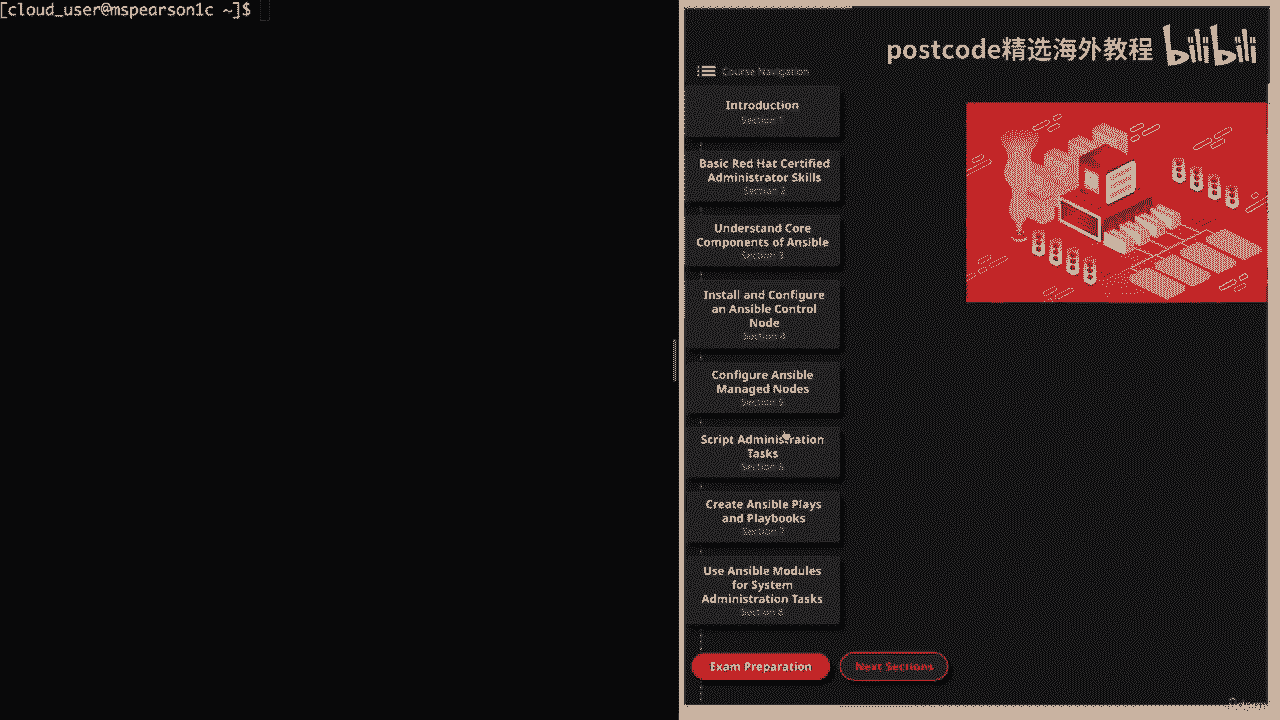 [cloud_user@mspearson1c ~]$
postcode精选海外教程 bilibili
Course Navigation
Introduction
Section 1
Basic Red Hat Certified
Administrator Skills
Section 2
Understand Core
Components of Ansible
Section 3
Install and Configure
an Ansible Control
Node
Section 4
Configure Ansible
Managed Nodes
Section 5
Script Administration
Tasks
Section 6
Create Ansible Plays
and Playbooks
Section 7
Use Ansible Modules
for System
Administration Tasks
Section 8
Exam Preparation
Next Sections